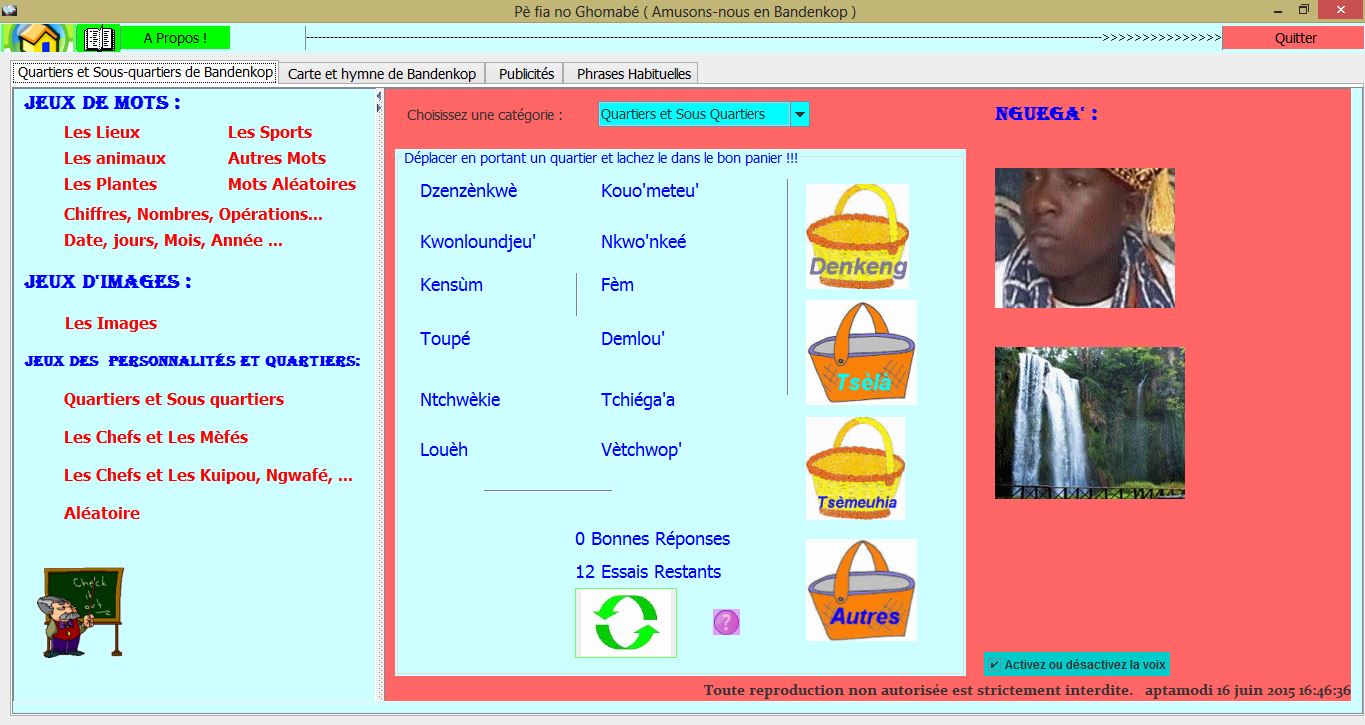 Pè fia no Ghomabé ( Amusons-nous en Bandenkop )
A Propos !
>>>>>>>>>>>>>>>
Quitter
Quartiers et Sous-quartiers de Bandenkop
Carte et hymne de Bandenkop
Publicités
Phrases Habituelles
JEUX DE MOTS :
Les Lieux
Les Sports
Les animaux
Autres Mots
Les Plantes
Mots Aléatoires
Chiffres, Nombres, Opérations...
Date, jours, Mois, Année ...
JEUX D'IMAGES :
Les Images
JEUX DES PERSONNALITÉS ET QUARTIERS:
Quartiers et Sous quartiers
Les Chefs et Les Mèfés
Les Chefs et Les Kuipou, Ngwafé, ...
Aléatoire
Check
it
out
Choisissez une catégorie :
Quartiers et Sous Quartiers
Déplacer en portant un quartier et lachez le dans le bon panier !!!
Dzenzènkwè
Kouo'meteu'
Kwonloundjeu'
Nkwo'nkeé
Kensùm
Fèm
Toupé
Demlou'
Ntchwèkie
Tchiéga'a
Louèh
Vètchwop'
0 Bonnes Réponses
12 Essais Restants
?
Denkeng
Tsèlà
Tsèmeuhia
Autres
NGUEGA' :
Activez ou désactivez la voix
Toute reproduction non autorisée est strictement interdite. aptamodi 16 juin 2015 16:46:36